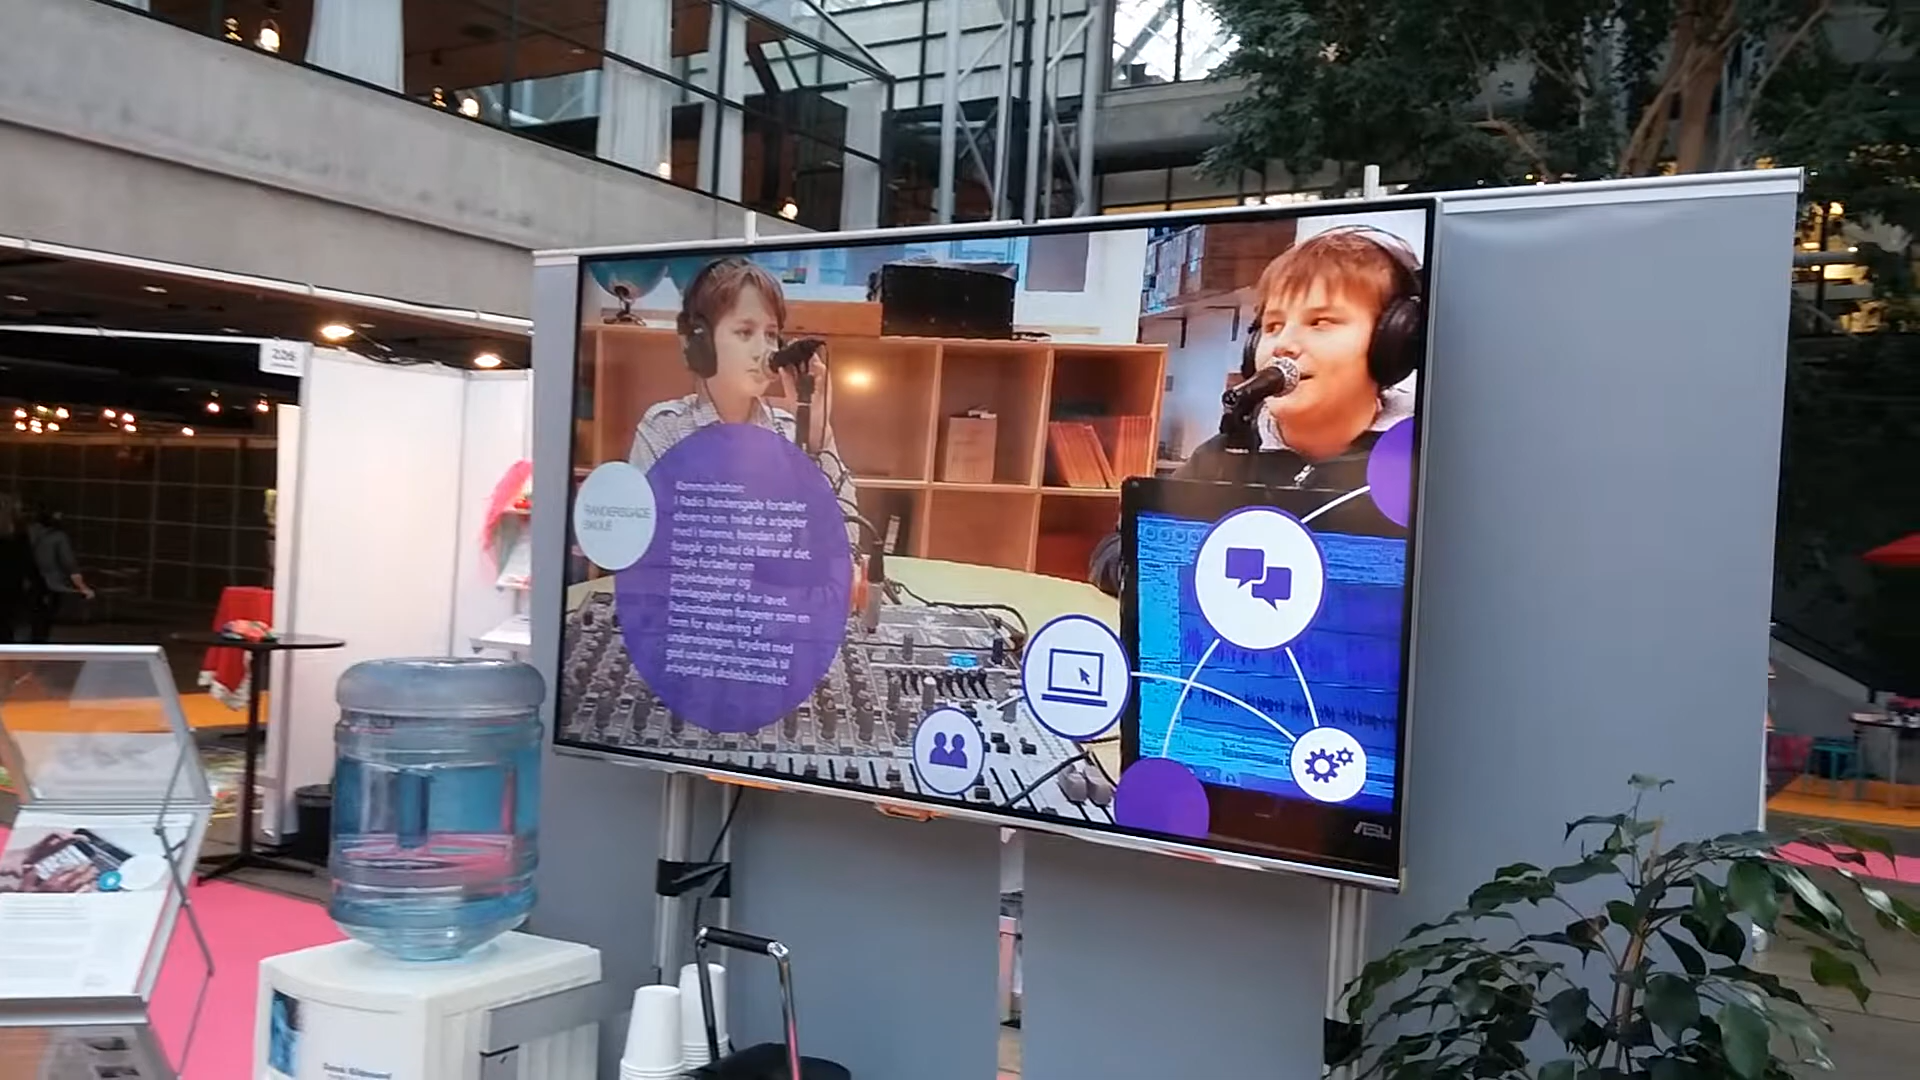 226
RANDERSGADE
SKOLE
Kommunikation:
I Radio Randersgade fortæller
eleverne om, hvad de arbejder
med i timerne, hvordan det
foregår og hvad de lærer af det.
Nogle fortæller om
projektarbejder og
fremlæggelser de har lavet.
Radiostationen fungerer som en
form for evaluering af
undervisningen, krydret med
god underlægningsmusik til
arbejdet på skolebiblioteket.
ASUS